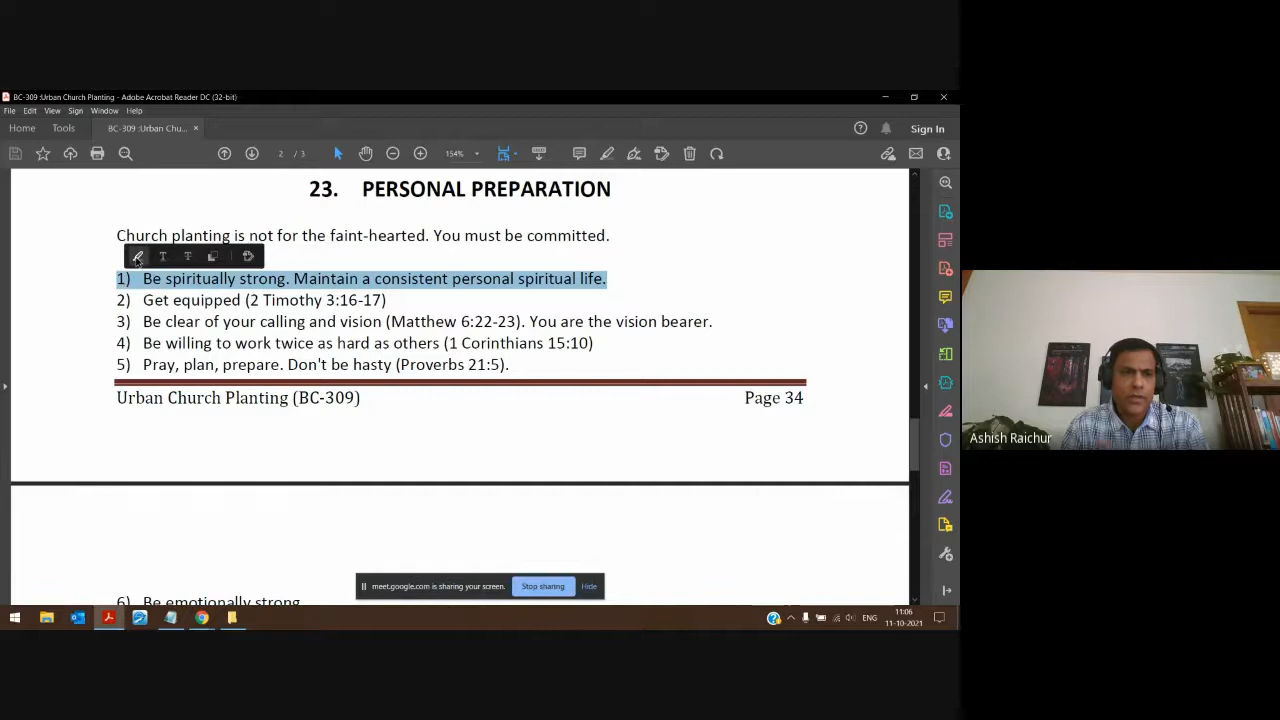 BC-309 :Urban Church Planting - Adobe Acrobat Reader DC (32-bit)
File Edit View Sign Window Help
Home Tools BC-309 :Urban Chu... × Sign In
2 / 3 154%
23. PERSONAL PREPARATION
Church planting is not for the faint-hearted. You must be committed.
1) Be spiritually strong. Maintain a consistent personal spiritual life.
2) Get equipped (2 Timothy 3:16-17)
3) Be clear of your calling and vision (Matthew 6:22-23). You are the vision bearer.
4) Be willing to work twice as hard as others (1 Corinthians 15:10)
5) Pray, plan, prepare. Don't be hasty (Proverbs 21:5).
Urban Church Planting (BC-309) Page 34
Ashish Raichur
meet.google.com is sharing your screen. Stop sharing Hide
6) Be emotionally strong
ENG
11:06
11-10-2021